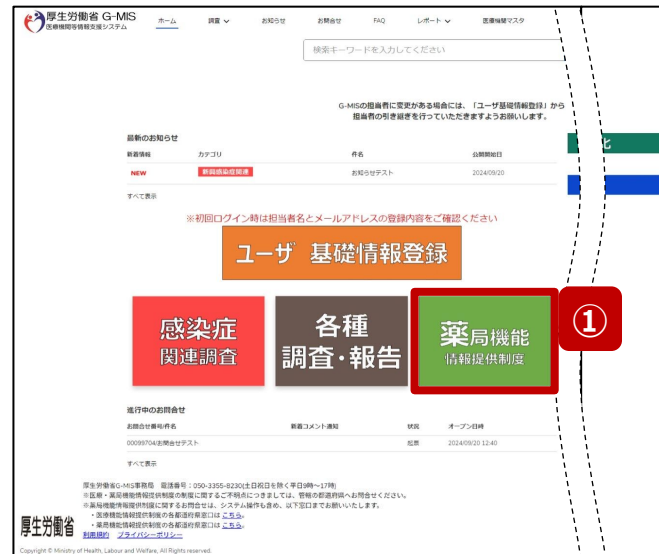 厚生労働省 G-MIS
医療機関等情報支援システム
ホーム 調査 お知らせ お問合せ FAQ レポート 医療機関マスタ
検索キーワードを入力してください
G-MISの担当者に変更がある場合には、「ユーザ基礎情報登録」から
担当者の引き継ぎを行っていただきますようお願いします。
化
最新のお知らせ
新着情報 カテゴリ 件名 公開開始日
NEW 新興感染症関連 お知らせテスト 2024/09/20
すべて表示
※初回ログイン時は担当者名とメールアドレスの登録内容をご確認ください
ユーザ 基礎情報登録
感染症
関連調査
各種
調査・報告
薬局機能
情報提供制度
①
進行中のお問合せ
お問合せ番号/件名 新着コメント通知 状況 オープン日時
00099704/お問合せテスト 起票 2024/09/20 12:40
すべて表示
厚生労働省G-MIS事務局 電話番号：050-3355-8230(土日祝日を除く平日9時～17時)
※医療・薬局機能情報提供制度の制度に関するご不明点につきましては、管轄の都道府県へお問合せください。
※薬局機能情報提供制度に関するお問合せは、システム操作も含め、以下窓口までお願いいたします。
・医療機能情報提供制度の各都道府県窓口は こちら。
・薬局機能情報提供制度の各都道府県窓口は こちら。
厚生労働省
利用規約 プライバシーポリシー
Copyright © Ministry of Health, Labour and Welfare, All Rights reserved.